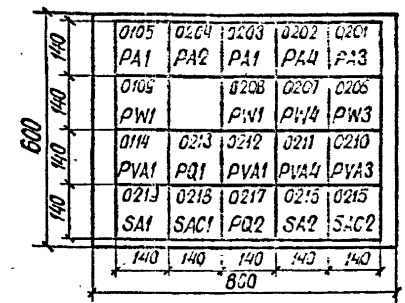 0105 0204 0203 0202 0201
PA1 PA2 PA1 PA4 PA3
0109 0208 0207 0206
PW1 PW1 PW4 PW3
0114 0213 0212 0211 0210
PVA1 PQ1 PVA1 PVA4 PVA3
0219 0218 0217 0216 0215
SA1 SAC1 PQ2 SA2 SAC2
140 140 140 140 140
800
600
140
140
140
140